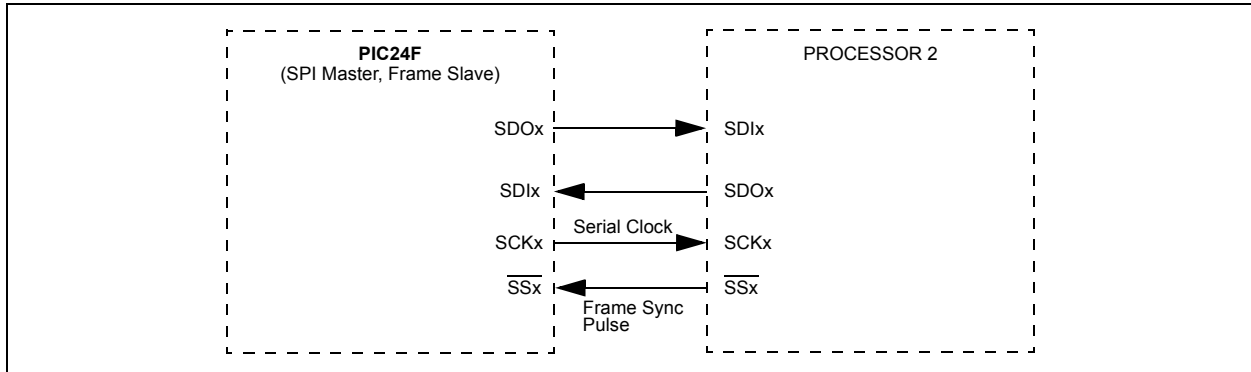 PIC24F
(SPI Master, Frame Slave)
PROCESSOR 2
SDOx
SDIx
SDIx
SDOx
Serial Clock
SCKx
SCKx
SSx
SSx
Frame Sync
Pulse